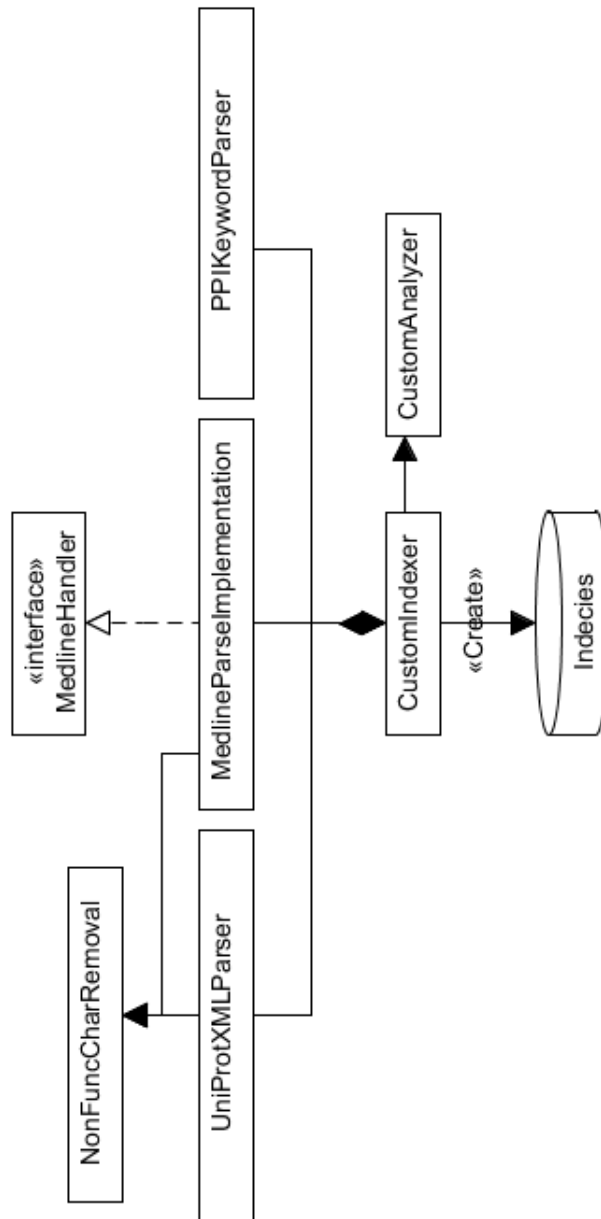 «interface»
MedlineHandler
NonFuncCharRemoval
UniProtXMLParser
MedlineParseImplementation
PPIKeywordParser
CustomIndexer
CustomAnalyzer
«Create»
Indecies